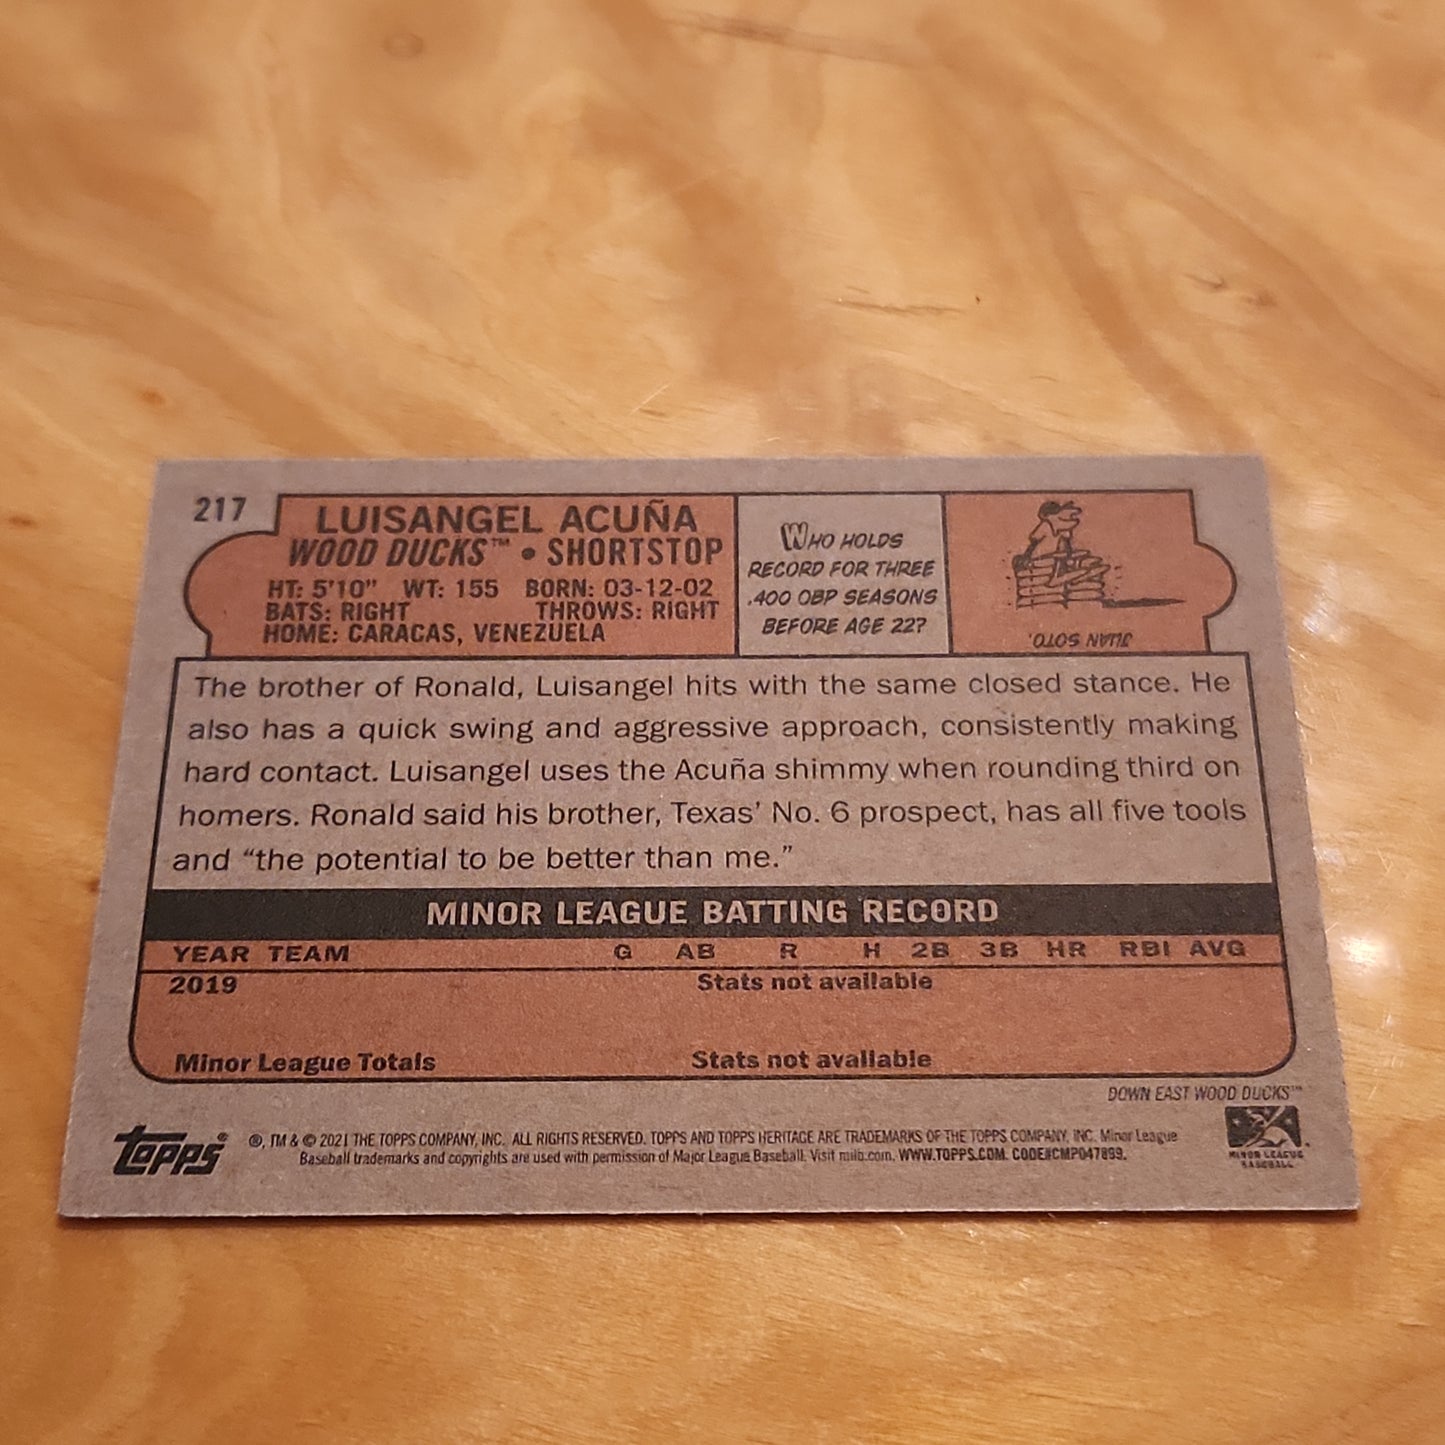 217
LUISANGEL ACUÑA
WOOD DUCKS™ • SHORTSTOP
HT: 5'10" WT: 155 BORN: 03-12-02
BATS: RIGHT THROWS: RIGHT
HOME: CARACAS, VENEZUELA
WHO HOLDS
RECORD FOR THREE
.400 OBP SEASONS
BEFORE AGE 22?
JUAN SOTO.
The brother of Ronald, Luisangel hits with the same closed stance. He
also has a quick swing and aggressive approach, consistently making
hard contact. Luisangel uses the Acuña shimmy when rounding third on
homers. Ronald said his brother, Texas' No. 6 prospect, has all five tools
and “the potential to be better than me.”
MINOR LEAGUE BATTING RECORD
YEAR TEAM G AB R H 2B 3B HR RBI AVG
2019 Stats not available
Minor League Totals Stats not available
DOWN EAST WOOD DUCKS™
topps®
®, TM & © 2021 THE TOPPS COMPANY, INC. ALL RIGHTS RESERVED. TOPPS AND TOPPS HERITAGE ARE TRADEMARKS OF THE TOPPS COMPANY, INC. Minor League
Baseball trademarks and copyrights are used with permission of Major League Baseball. Visit milb.com. WWW.TOPPS.COM. CODE#CMP047899.
MINOR LEAGUE
BASEBALL